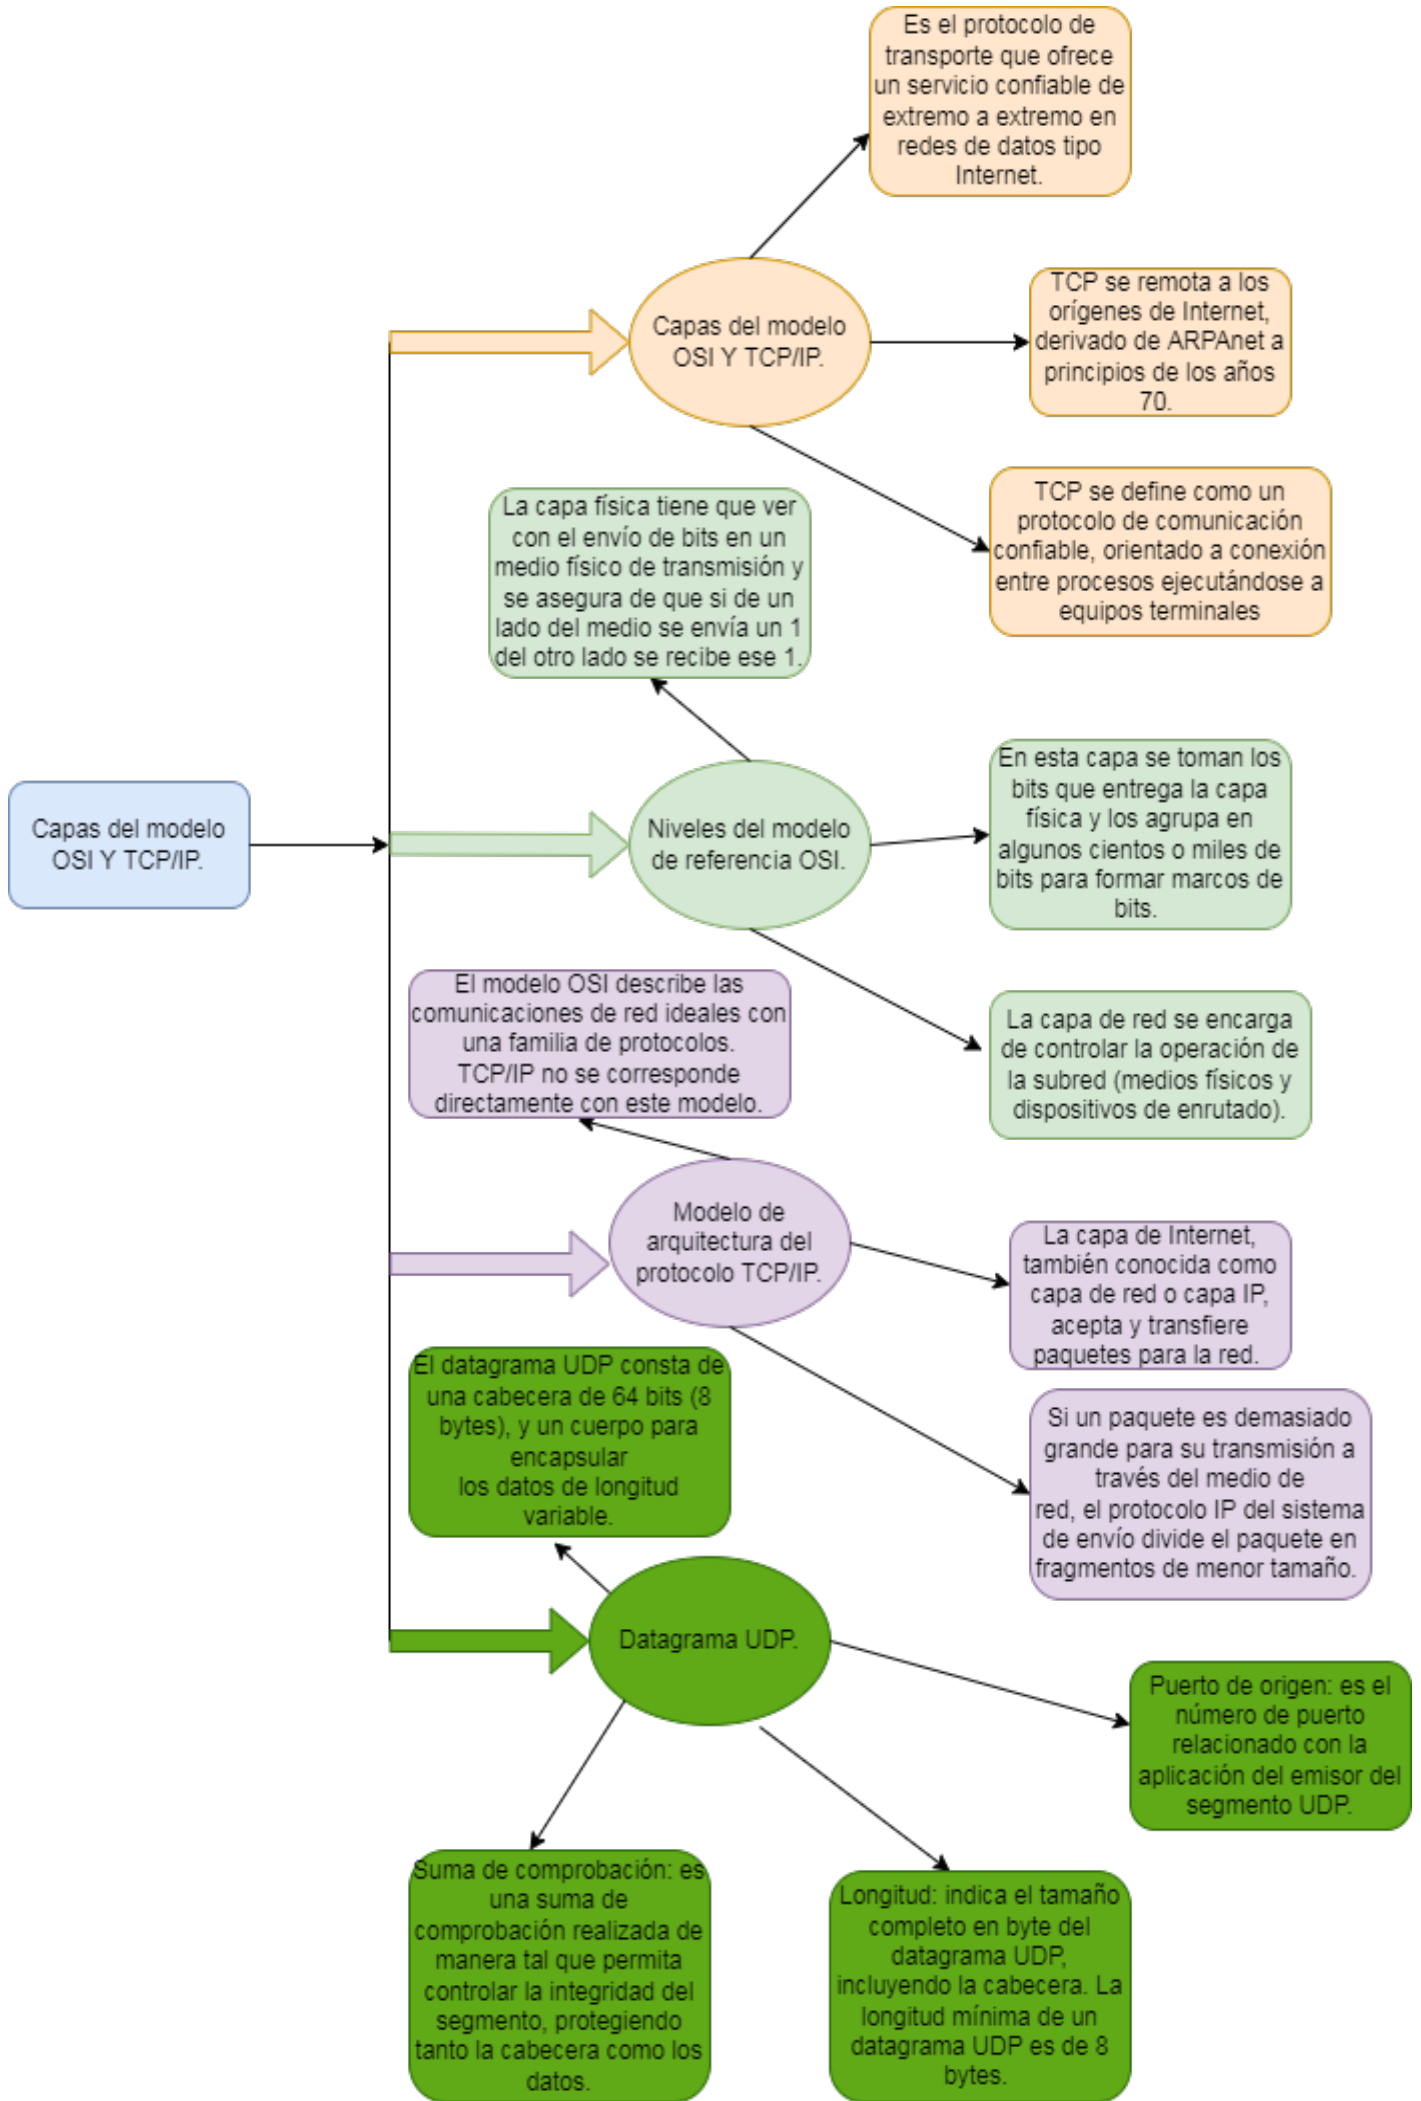 Es el protocolo de
transporte que ofrece
un servicio confiable de
extremo a extremo en
redes de datos tipo
Internet.
Capas del modelo
OSI Y TCP/IP.
TCP se remota a los
orígenes de Internet,
derivado de ARPAnet a
principios de los años
70.
TCP se define como un
protocolo de comunicación
confiable, orientado a conexión
entre procesos ejecutándose a
equipos terminales
La capa física tiene que ver
con el envío de bits en un
medio físico de transmisión y
se asegura de que si de un
lado del medio se envía un 1
del otro lado se recibe ese 1.
Capas del modelo
OSI Y TCP/IP.
Niveles del modelo
de referencia OSI.
En esta capa se toman los
bits que entrega la capa
física y los agrupa en
algunos cientos o miles de
bits para formar marcos de
bits.
La capa de red se encarga
de controlar la operación de
la subred (medios físicos y
dispositivos de enrutado).
El modelo OSI describe las
comunicaciones de red ideales con
una familia de protocolos.
TCP/IP no se corresponde
directamente con este modelo.
Modelo de
arquitectura del
protocolo TCP/IP.
La capa de Internet,
también conocida como
capa de red o capa IP,
acepta y transfiere
paquetes para la red.
Si un paquete es demasiado
grande para su transmisión a
través del medio de
red, el protocolo IP del sistema
de envío divide el paquete en
fragmentos de menor tamaño.
El datagrama UDP consta de
una cabecera de 64 bits (8
bytes), y un cuerpo para
encapsular
los datos de longitud
variable.
Datagrama UDP.
Puerto de origen: es el
número de puerto
relacionado con la
aplicación del emisor del
segmento UDP.
Suma de comprobación: es
una suma de
comprobación realizada de
manera tal que permita
controlar la integridad del
segmento, protegiendo
tanto la cabecera como los
datos.
Longitud: indica el tamaño
completo en byte del
datagrama UDP,
incluyendo la cabecera. La
longitud mínima de un
datagrama UDP es de 8
bytes.